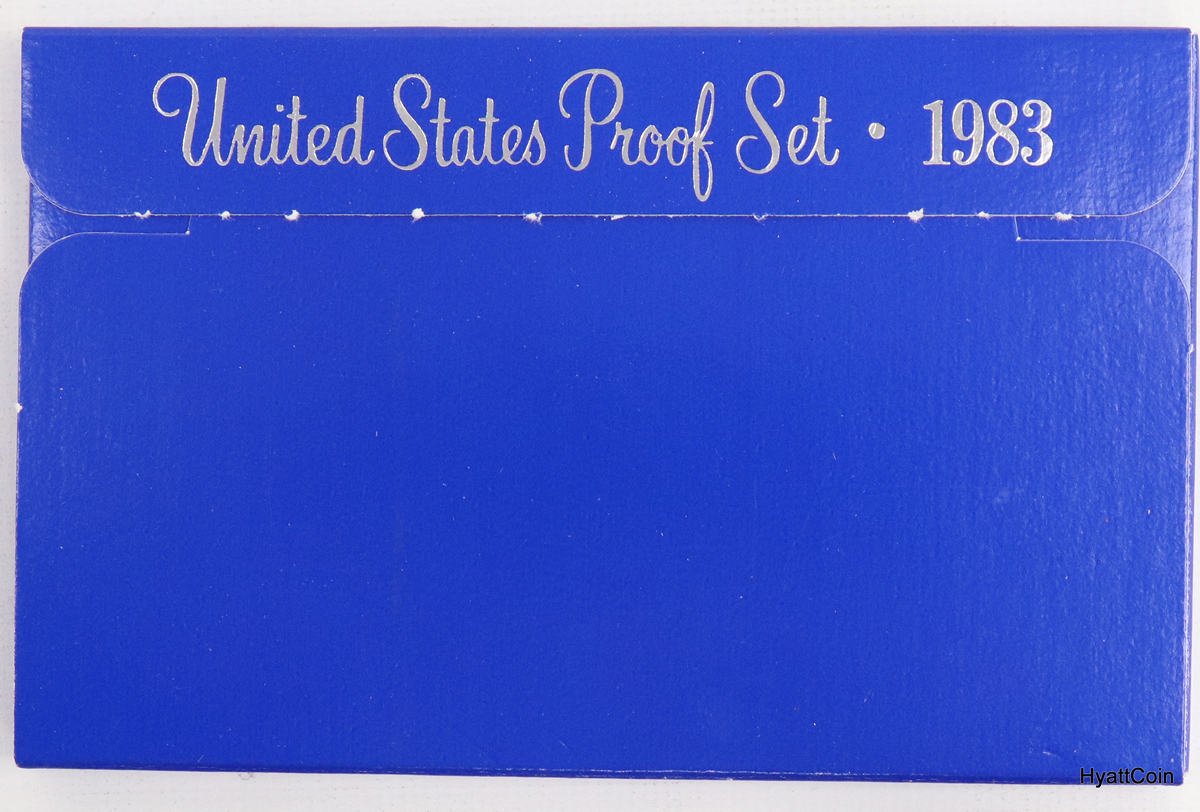 United States Proof Set • 1983
HyattCoin